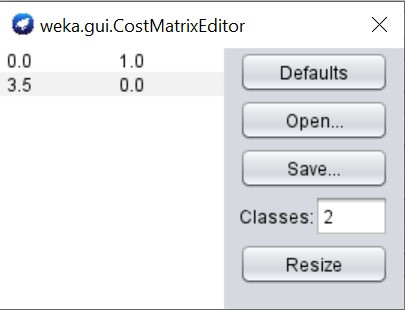 weka.gui.CostMatrixEditor
0.0 1.0
3.5 0.0
Defaults
Open...
Save...
Classes: 2
Resize